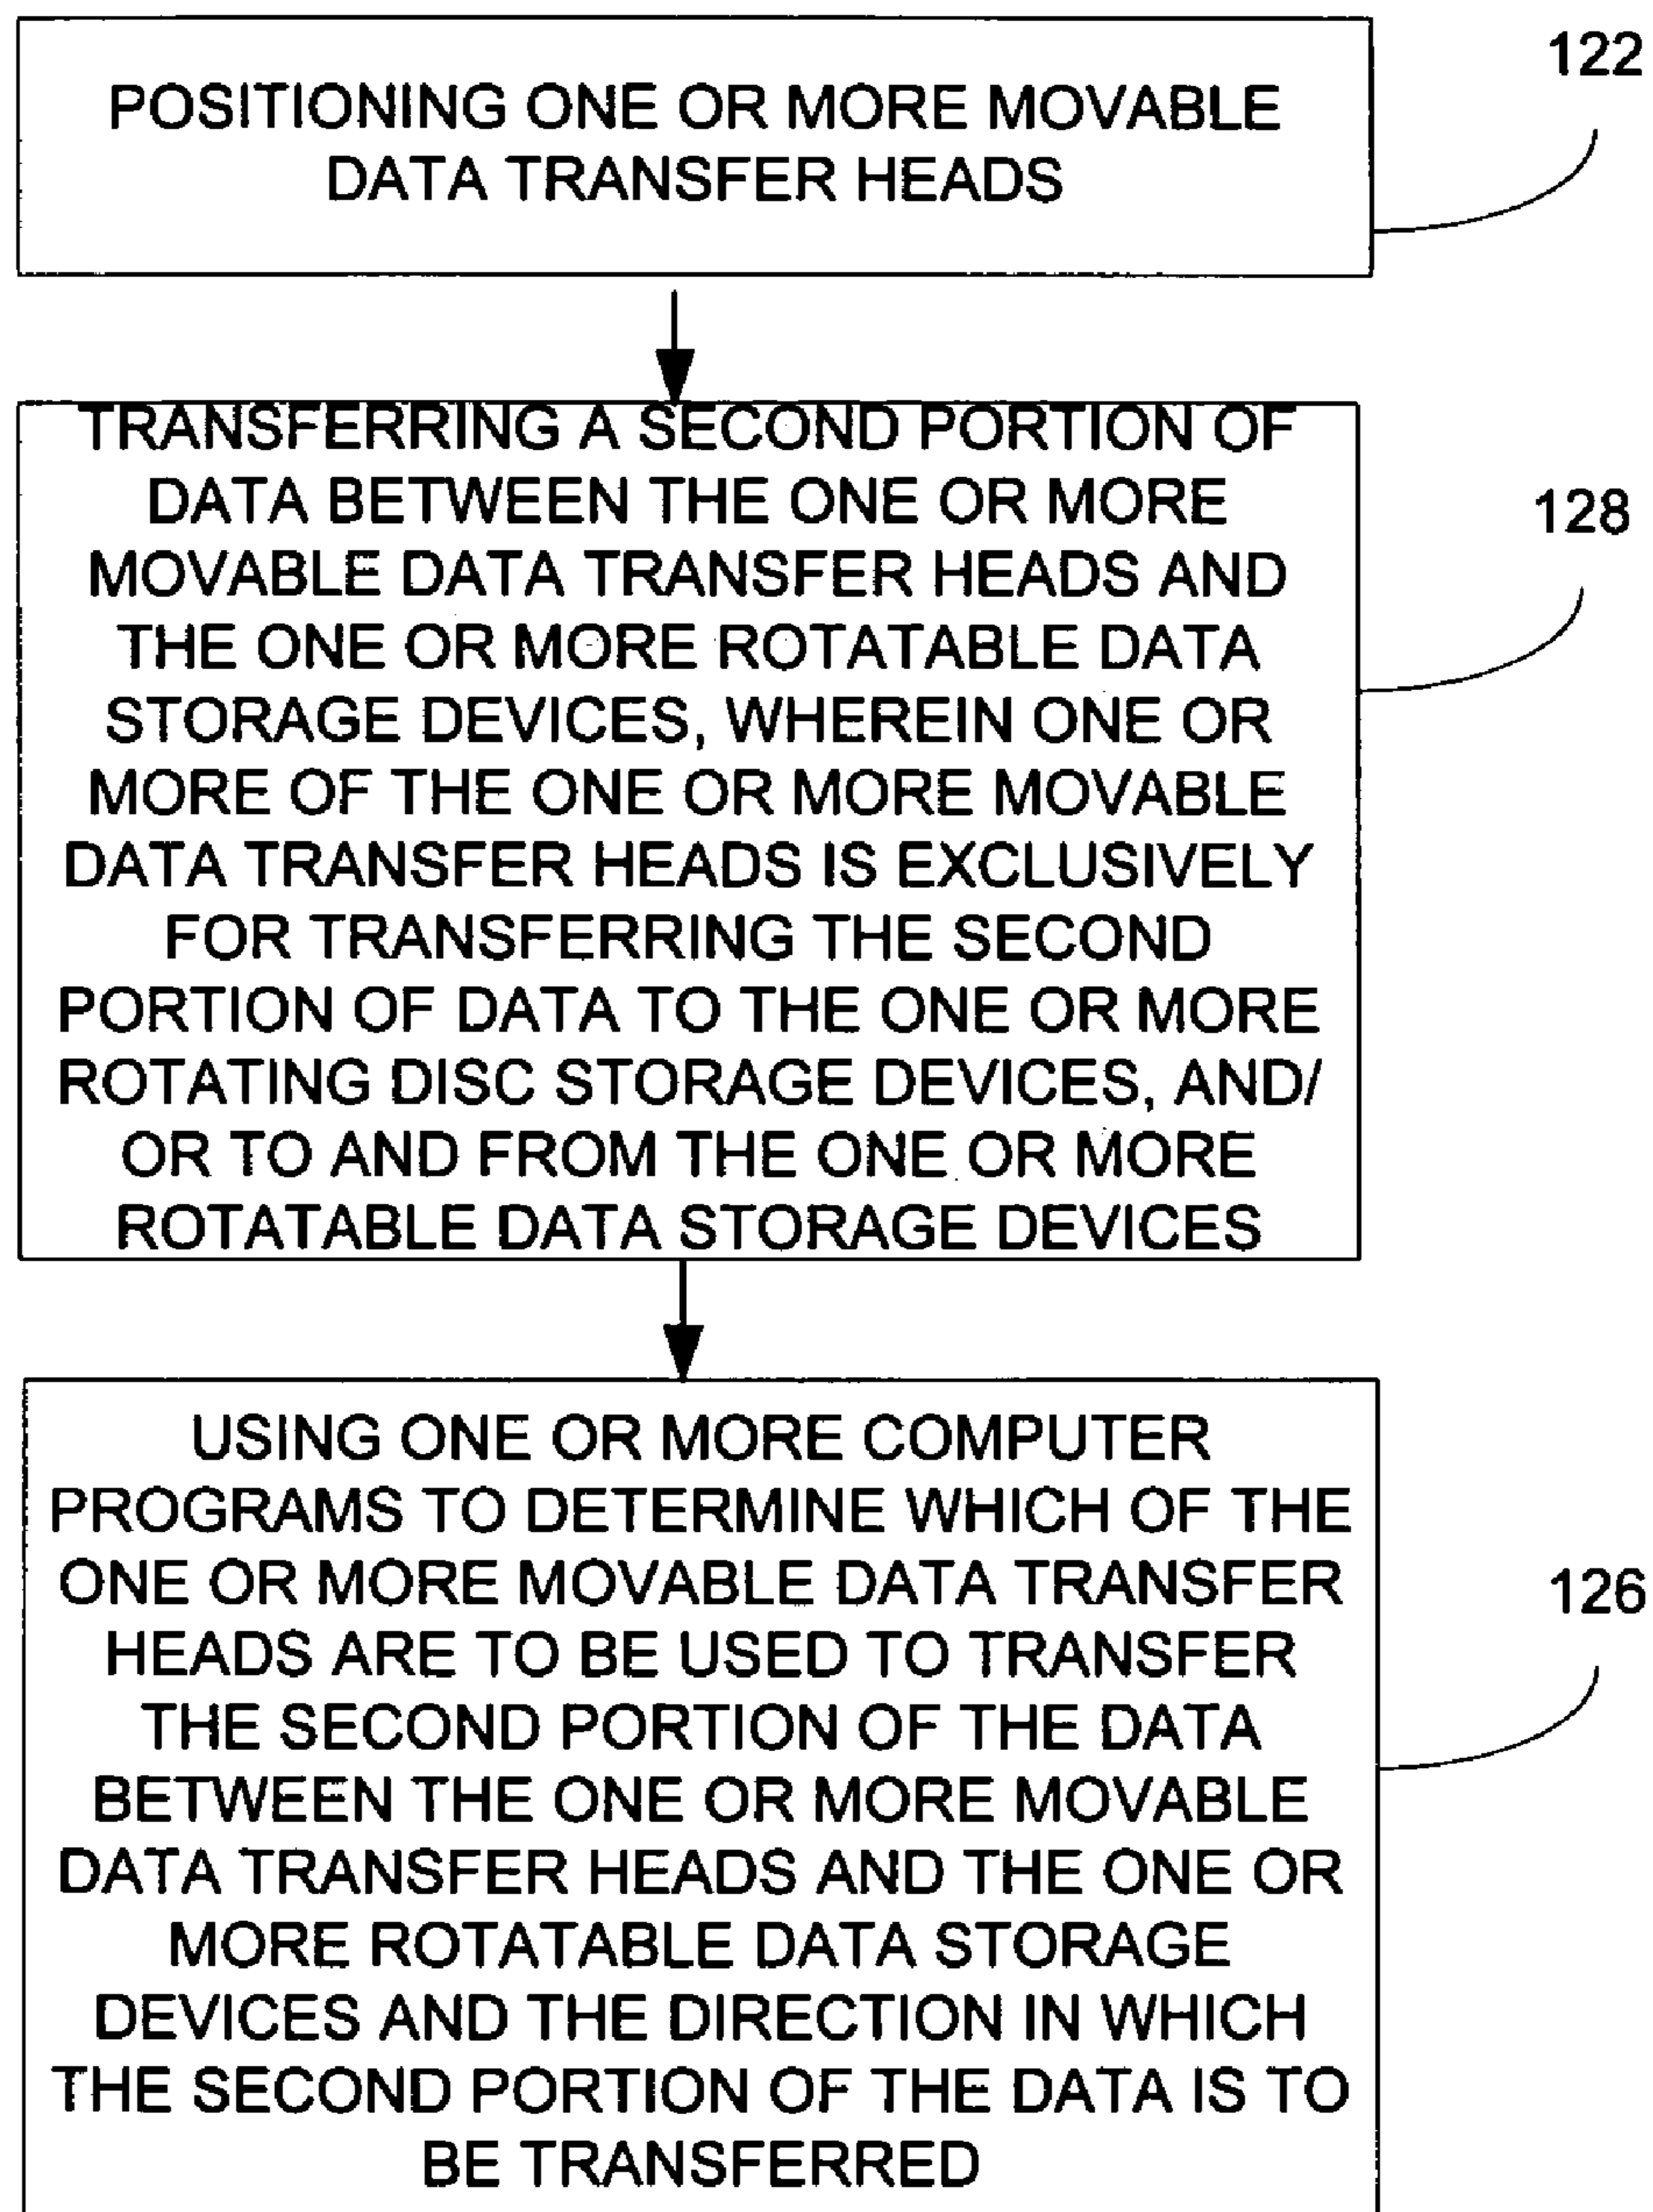 POSITIONING ONE OR MORE MOVABLE
DATA TRANSFER HEADS
122
TRANSFERRING A SECOND PORTION OF
DATA BETWEEN THE ONE OR MORE
MOVABLE DATA TRANSFER HEADS AND
THE ONE OR MORE ROTATABLE DATA
STORAGE DEVICES, WHEREIN ONE OR
MORE OF THE ONE OR MORE MOVABLE
DATA TRANSFER HEADS IS EXCLUSIVELY
FOR TRANSFERRING THE SECOND
PORTION OF DATA TO THE ONE OR MORE
ROTATING DISC STORAGE DEVICES, AND/
OR TO AND FROM THE ONE OR MORE
ROTATABLE DATA STORAGE DEVICES
128
USING ONE OR MORE COMPUTER
PROGRAMS TO DETERMINE WHICH OF THE
ONE OR MORE MOVABLE DATA TRANSFER
HEADS ARE TO BE USED TO TRANSFER
THE SECOND PORTION OF THE DATA
BETWEEN THE ONE OR MORE MOVABLE
DATA TRANSFER HEADS AND THE ONE OR
MORE ROTATABLE DATA STORAGE
DEVICES AND THE DIRECTION IN WHICH
THE SECOND PORTION OF THE DATA IS TO
BE TRANSFERRED
126